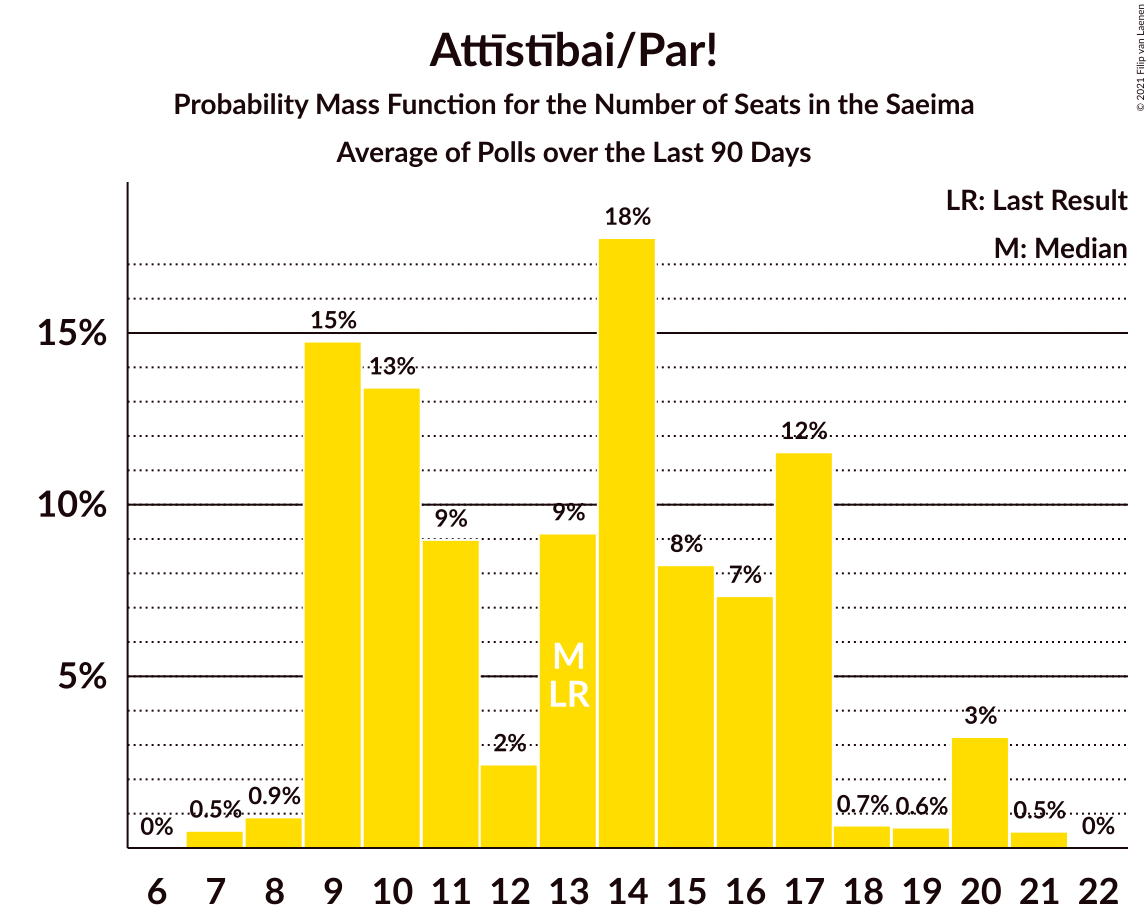 Attīstībai/Par!
Probability Mass Function for the Number of Seats in the Saeima
Average of Polls over the Last 90 Days
© 2021 Filip van Laenen
LR: Last Result
M: Median
15%
10%
5%
0%
0.5%
0.9%
15%
13%
9%
2%
9%
18%
8%
7%
12%
0.7%
0.6%
3%
0.5%
0%
M
LR
6 7 8 9 10 11 12 13 14 15 16 17 18 19 20 21 22